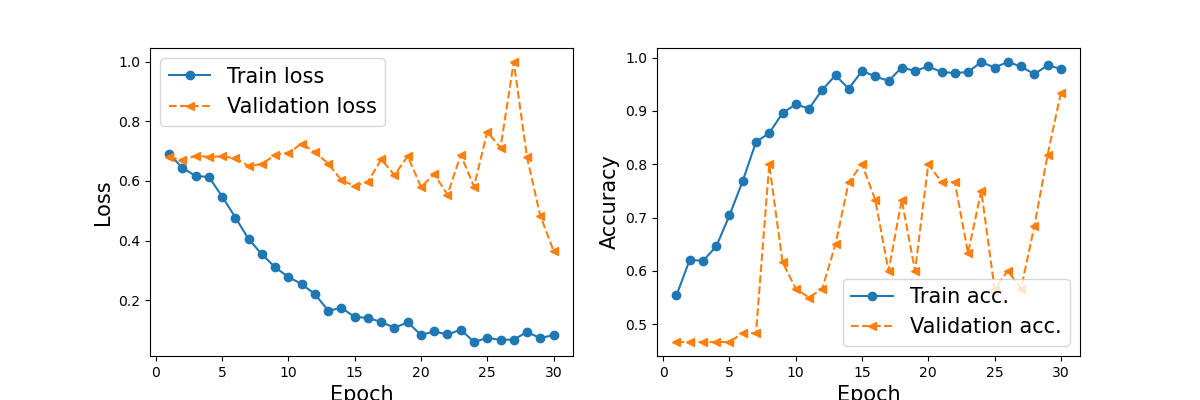 Train loss
Validation loss
1.0
0.8
0.6
0.4
0.2
Loss
0 5 10 15 20 25 30
Epoch
Train acc.
Validation acc.
1.0
0.9
0.8
0.7
0.6
0.5
Accuracy
0 5 10 15 20 25 30
Epoch